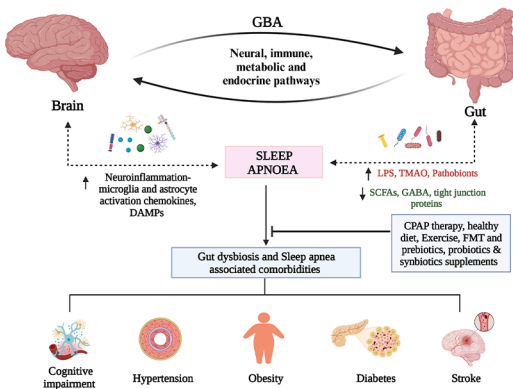 GBA
Neural, immune,
metabolic and
endocrine pathways
Brain
Gut
Neuroinflammation-
microglia and astrocyte
activation chemokines,
DAMPs
SLEEP
APNOEA
LPS, TMAO, Pathobionts
SCFAs, GABA, tight junction
proteins
CPAP therapy, healthy
diet, Exercise, FMT and
prebiotics, probiotics &
synbiotics supplements
Gut dysbiosis and Sleep apnea
associated comorbidities
Cognitive
impairment
Hypertension
Obesity
Diabetes
Stroke